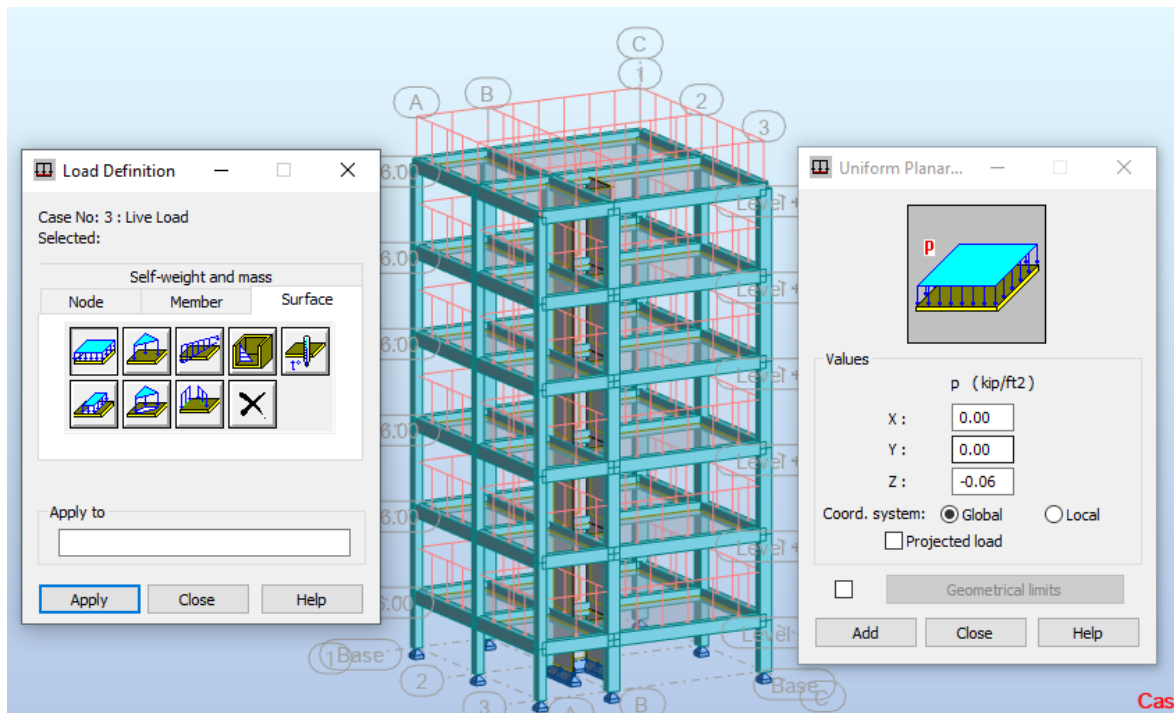 Load Definition
Case No: 3 : Live Load
Selected:
Self-weight and mass
Node Member Surface
Apply to
Apply Close Help
C
1
A B 2
3
6.00
Level +
6.00
Level +
6.00
Level +
6.00
Level +
6.00
Level +
6.00
Level
1 Base
2
3 A B C
Base
Cas
Uniform Planar...
p
Values
p (kip/ft2)
X : 0.00
Y : 0.00
Z : -0.06
Coord. system: Global Local
Projected load
Geometrical limits
Add Close Help